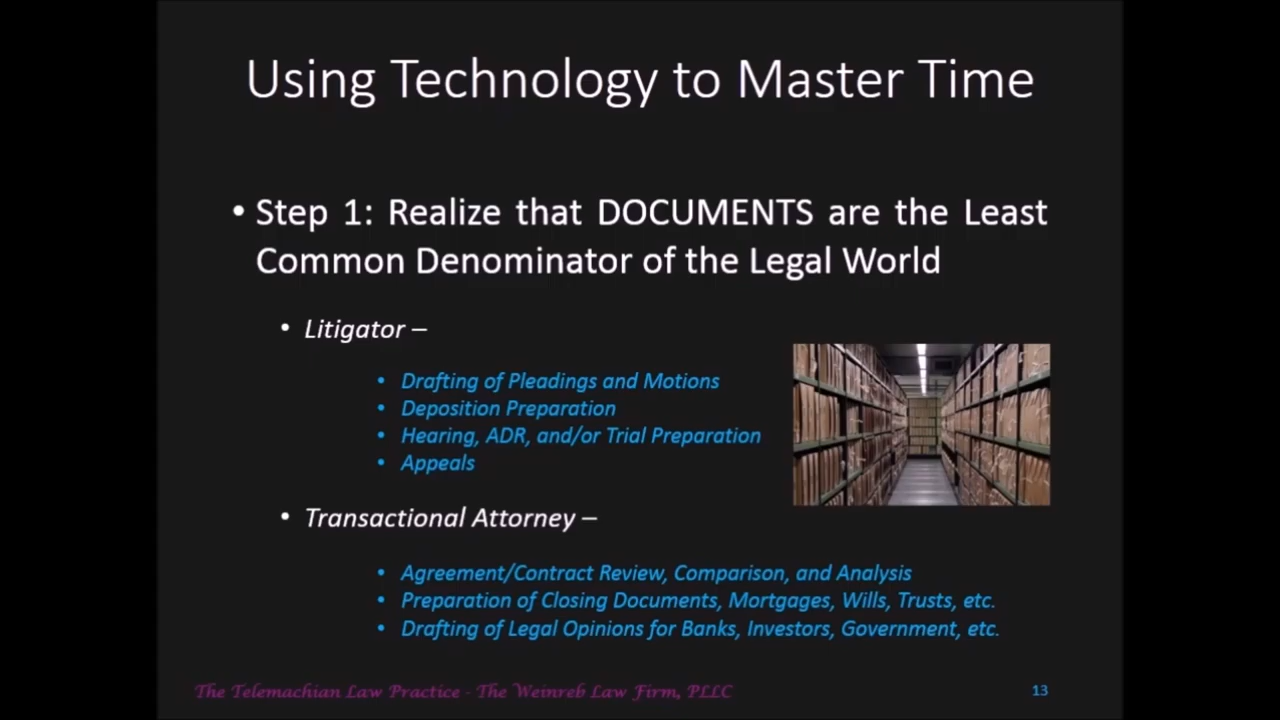 Using Technology to Master Time
• Step 1: Realize that DOCUMENTS are the Least
Common Denominator of the Legal World
• Litigator –
• Drafting of Pleadings and Motions
• Deposition Preparation
• Hearing, ADR, and/or Trial Preparation
• Appeals
• Transactional Attorney –
• Agreement/Contract Review, Comparison, and Analysis
• Preparation of Closing Documents, Mortgages, Wills, Trusts, etc.
• Drafting of Legal Opinions for Banks, Investors, Government, etc.
The Telemachian Law Practice - The Weinreb Law Firm, PLLC
13